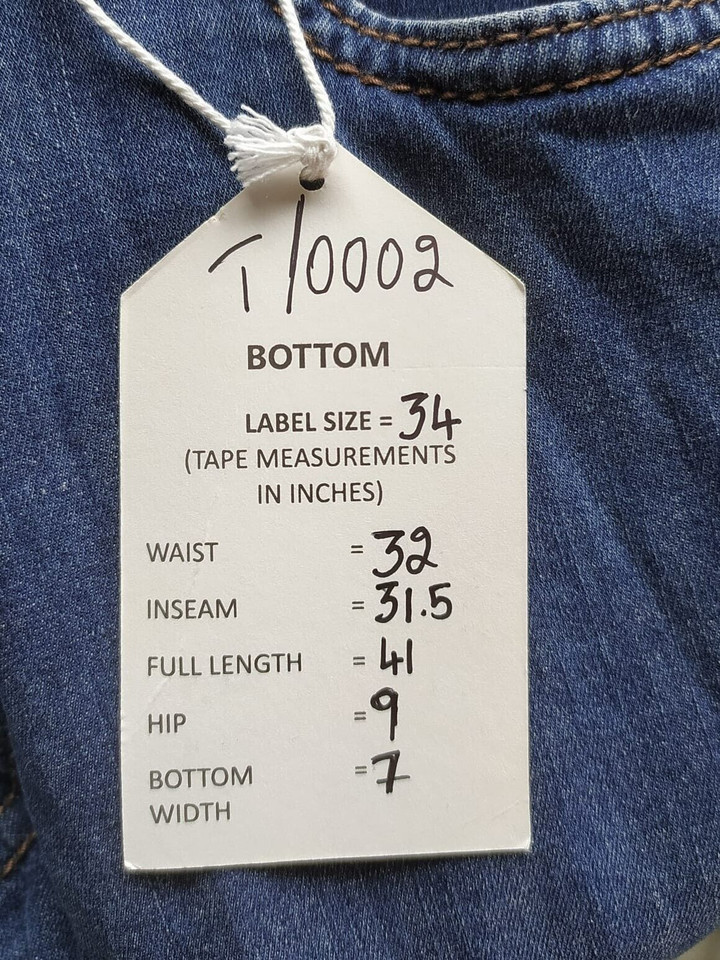 T/0002
BOTTOM
LABEL SIZE = 34
(TAPE MEASUREMENTS
IN INCHES)
WAIST = 32
INSEAM = 31.5
FULL LENGTH = 41
HIP = 9
BOTTOM = 7
WIDTH